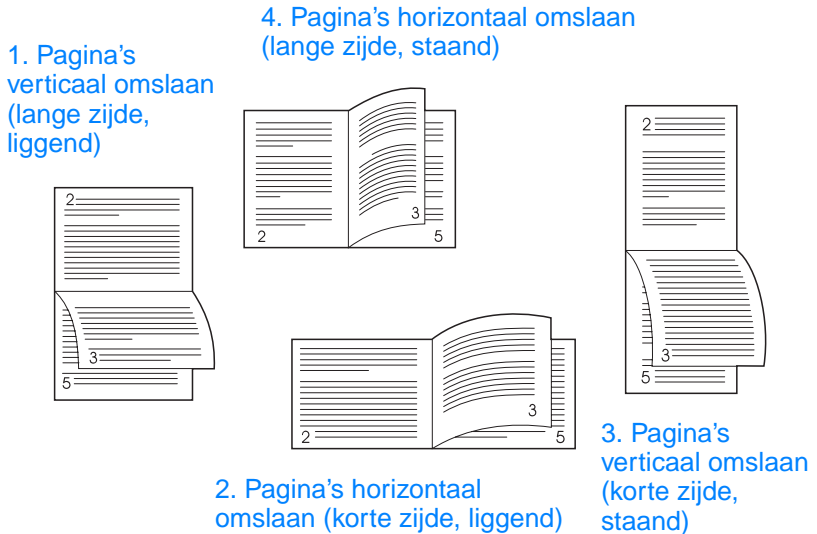 4. Pagina's horizontaal omslaan
(lange zijde, staand)
1. Pagina's
verticaal omslaan
(lange zijde,
liggend)
2
3
5
2
3
5
2
3
5
2
3
5
2. Pagina's horizontaal
omslaan (korte zijde, liggend)
3. Pagina's
verticaal omslaan
(korte zijde,
staand)